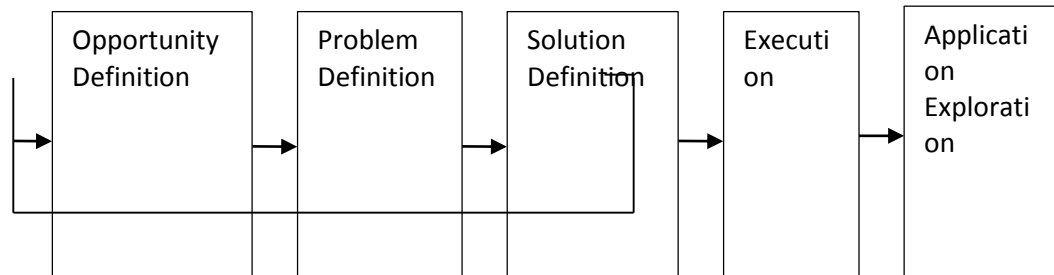 Opportunity
Definition
Problem
Definition
Solution
Definition
Executi
on
Applicati
on
Explorati
on